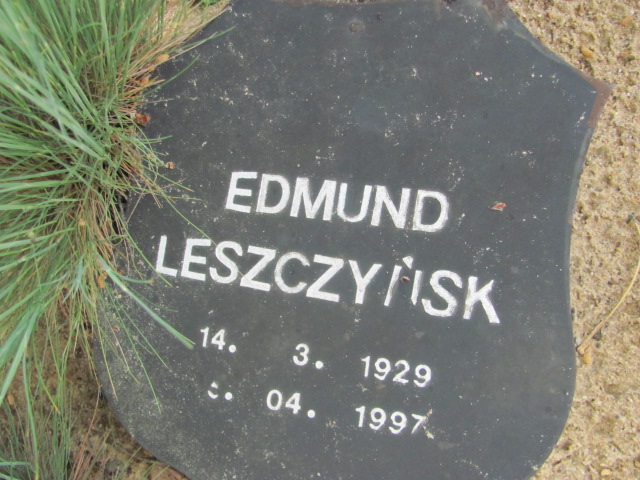 EDMUND
LESZCZYŃSK
14. 3. 1929
04. 1997